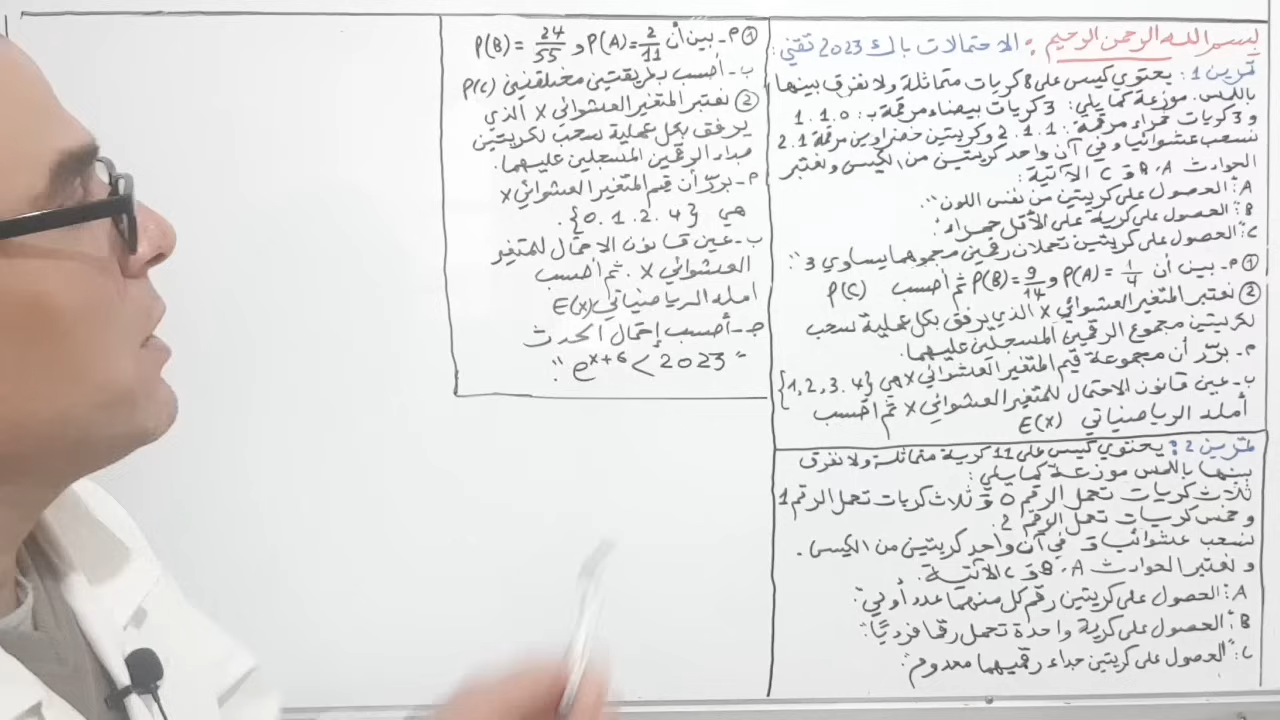 بسم الله الرحمن الرحيم : الاحتمالات باك 2023 تقني :
تمرين 1 : يحتوي كيس على 8 كريات متماثلة ولا نفرق بينها
باللمس. موزعة كما يلي : 3 كريات بيضاء مرقمة بـ : 1.1.0
و 3 كريات حمراء مرقمة : 2.1.1 وكريتين خضراوين مرقمة 2.1
نسحب عشوائيا و في آن واحد كريتين من الكيس ونعتبر
الحوادث A ، B و C الآتية :
A : الحصول على كريتين من نفس اللون".
B : الحصول على كرية على الأقل حمراء".
C : الحصول على كريتين تحملان رقمين مجموعهما يساوي 3".
① م - بين أن P(A) = 1/4 و P(B) = 9/14 ثم أحسب P(C)
② نعتبر المتغير العشوائي X الذي يرفق بكل عملية سحب
لكريتين مجموع الرقمين المسجلين عليهما.
م - برّر أن مجموعة قيم المتغير العشوائي X هي {1,2,3.4}
ب - عين قانون الاحتمال للمتغير العشوائي X ثم أحسب
أمله الرياضياتي E(X)
تمرين 2 : يحتوي كيس على 11 كرية متماثلة ولا نفرق
بينها باللمس موزعة كما يلي :
ثلاث كريات تحمل الرقم 0 و ثلاث كريات تحمل الرقم 1
و خمس كريات تحمل الرقم 2.
نسحب عشوائيا و في آن واحد كريتين من الكيس.
و نعتبر الحوادث A ، B و C الآتية.
A : الحصول على كريتين رقم كل منهما عدد أولي".
B : الحصول على كرية واحدة تحمل رقما فرديًا".
C : "الحصول على كريتين جداء رقميهما معدوم".
① م - بين أن P(A) = 2/11 و P(B) = 24/55
ب - أحسب بطريقتين مختلفتين P(C)
② نعتبر المتغير العشوائي X الذي
يرفق بكل عملية سحب لكريتين
جداء الرقمين المسجلين عليهما.
م - برّر أن قيم المتغير العشوائي X
هي {0.1.2.4}.
ب - عين قانون الاحتمال للمتغير
العشوائي X . ثم أحسب
أمله الرياضياتي E(X)
ج - أحسب إحتمال الحدث
"e^{X+6} < 2023".